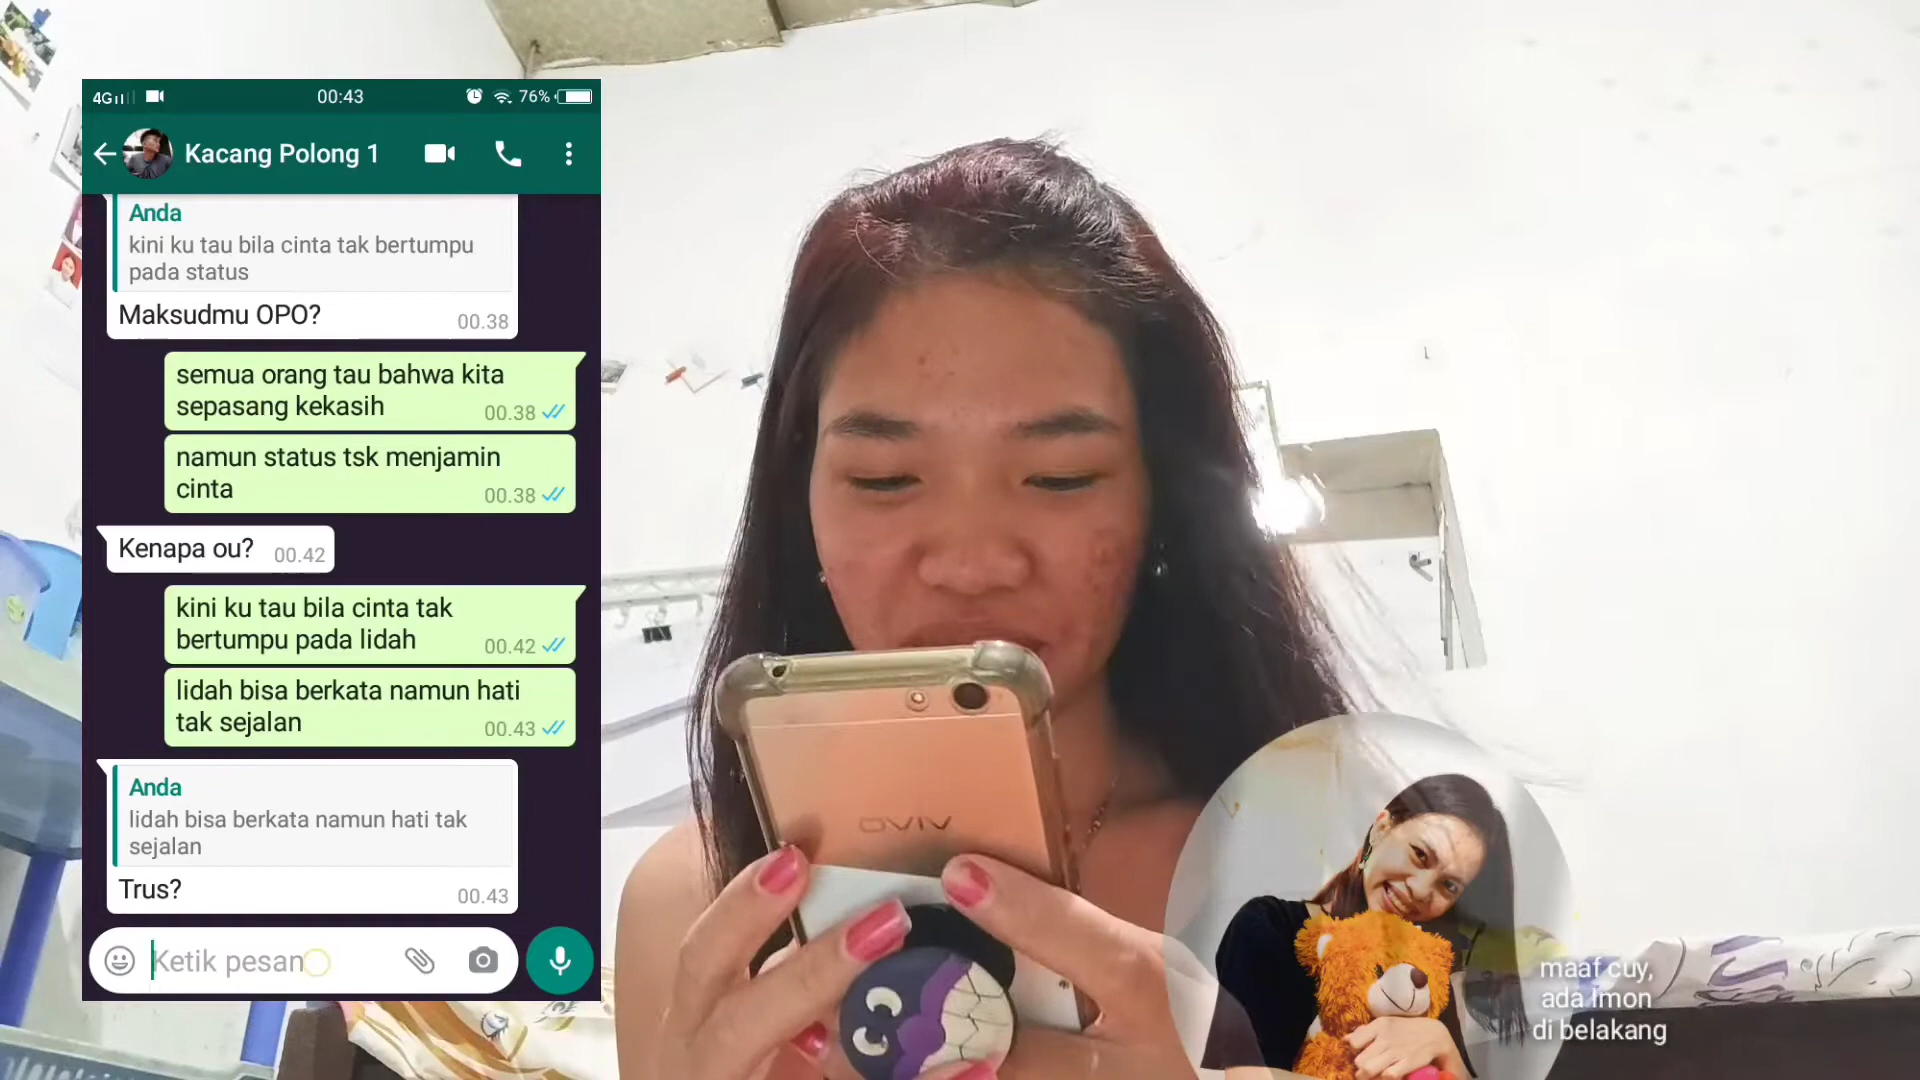 4G
00:43
76%
Kacang Polong 1
Anda
kini ku tau bila cinta tak bertumpu
pada status
Maksudmu OPO?
00.38
semua orang tau bahwa kita
sepasang kekasih
00.38
namun status tsk menjamin
cinta
00.38
Kenapa ou?
00.42
kini ku tau bila cinta tak
bertumpu pada lidah
00.42
lidah bisa berkata namun hati
tak sejalan
00.43
Anda
lidah bisa berkata namun hati tak
sejalan
Trus?
00.43
Ketik pesan
VIVO
maaf cuy,
ada Imon
di belakang